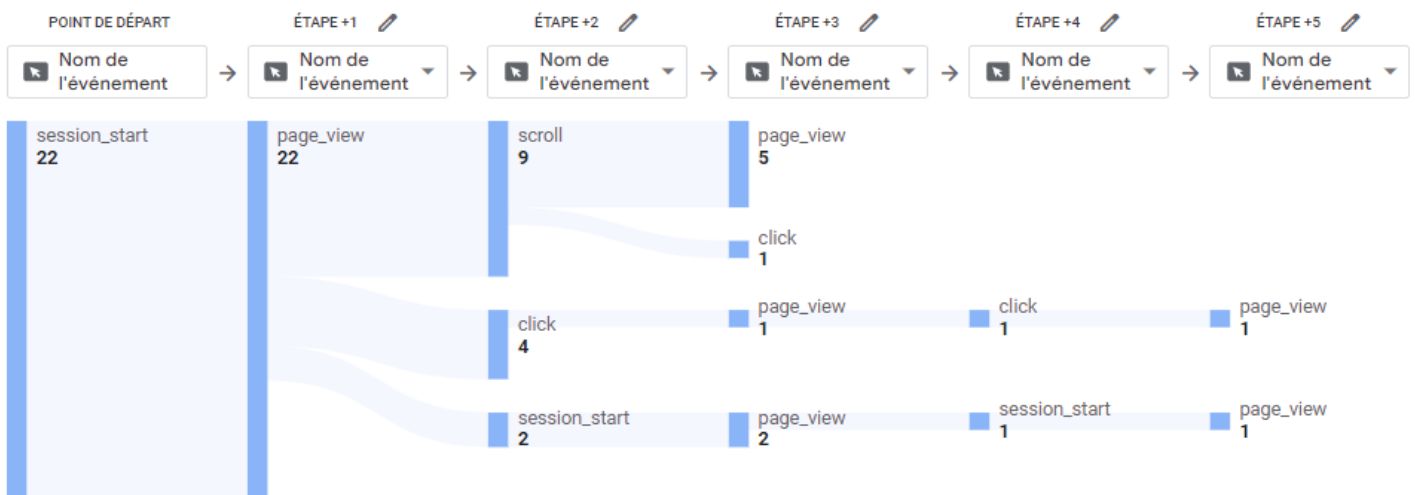 POINT DE DÉPART
ÉTAPE +1
ÉTAPE +2
ÉTAPE +3
ÉTAPE +4
ÉTAPE +5
Nom de
l'événement
Nom de
l'événement
Nom de
l'événement
Nom de
l'événement
Nom de
l'événement
Nom de
l'événement
session_start
22
page_view
22
scroll
9
page_view
5
click
1
click
4
page_view
1
click
1
page_view
1
session_start
2
page_view
2
session_start
1
page_view
1